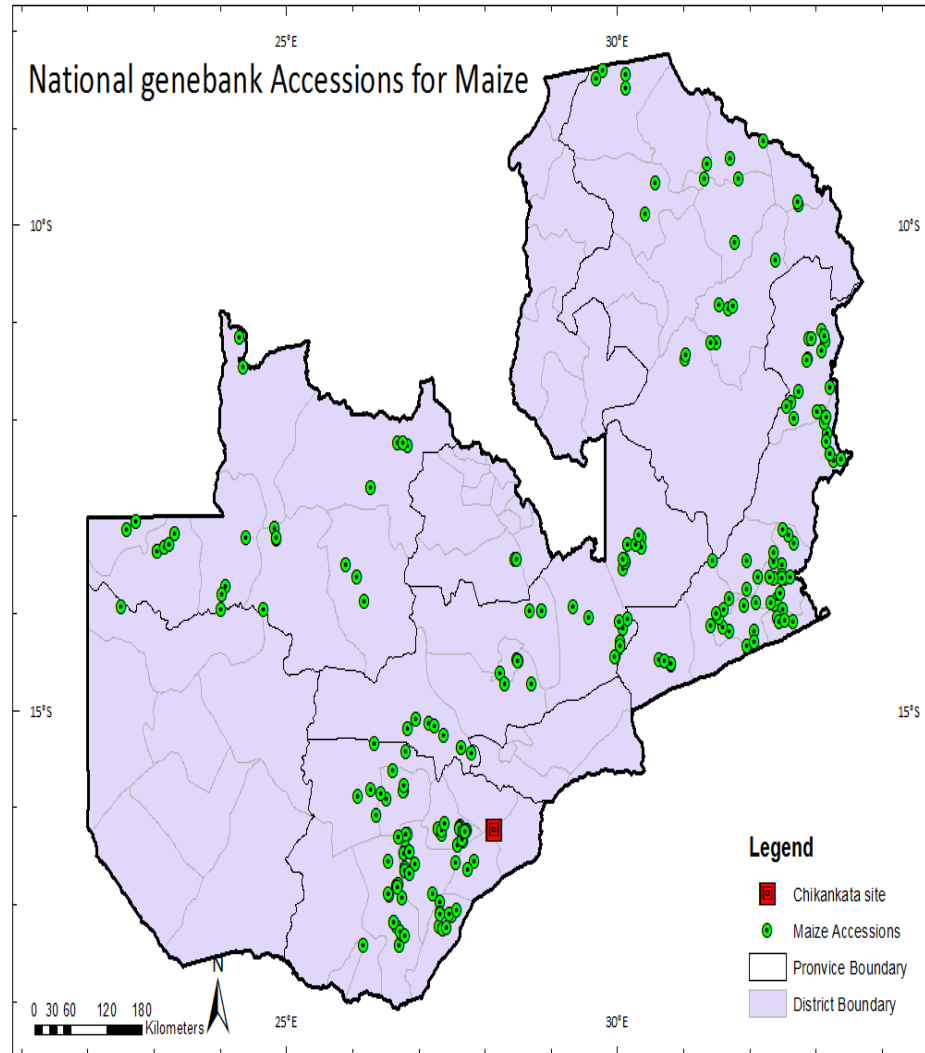 25°E 30°E
National genebank Accessions for Maize
10°S 10°S
15°S 15°S
Legend
Chikankata site
Maize Accessions
Pronvice Boundary
District Boundary
N
0 30 60 120 180
Kilometers
25°E 30°E